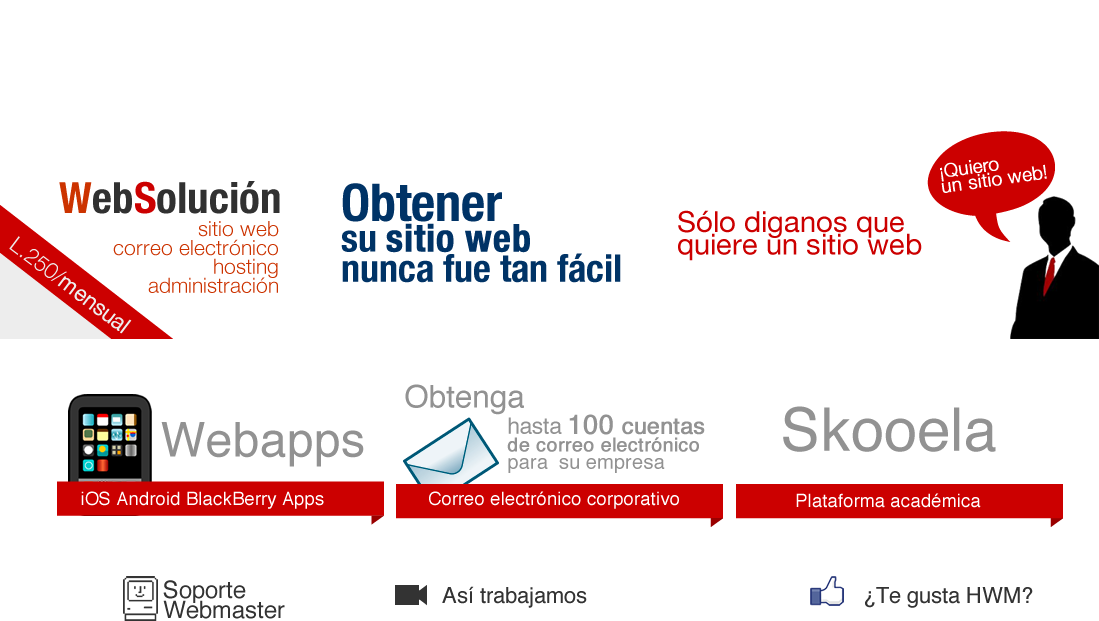 WebSolución
sitio web
correo electrónico
hosting
administración
L.250/mensual
Obtener
su sitio web
nunca fue tan fácil
Sólo diganos que
quiere un sitio web
¡Quiero
un sitio web!
Webapps
iOS Android BlackBerry Apps
Obtenga
hasta 100 cuentas
de correo electrónico
para su empresa
Correo electrónico corporativo
Skooela
Plataforma académica
Soporte
Webmaster
Así trabajamos
¿Te gusta HWM?